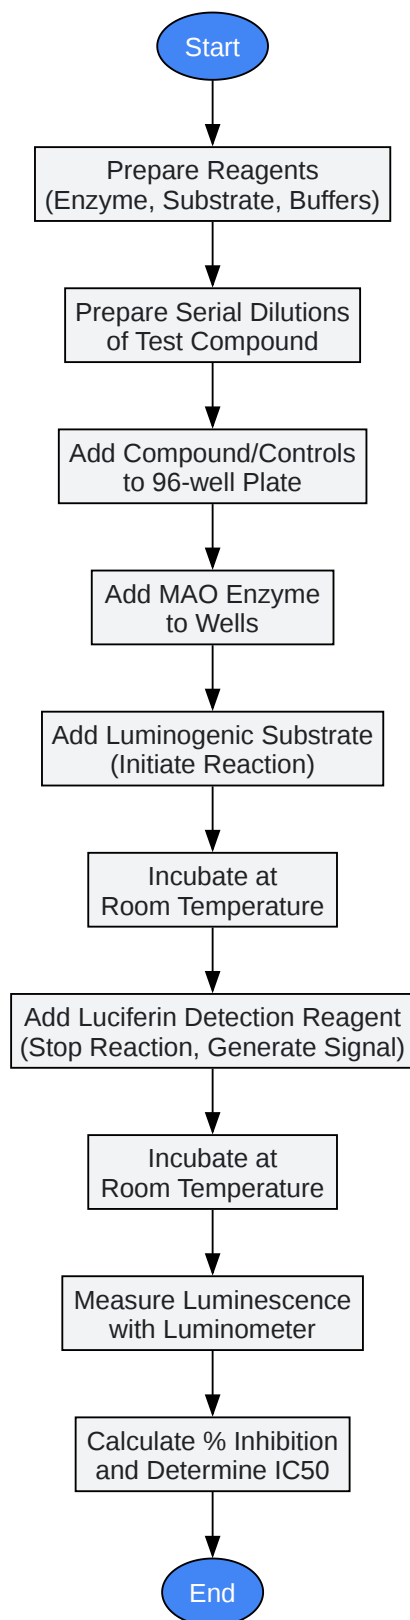 Start
Prepare Reagents
(Enzyme, Substrate, Buffers)
Prepare Serial Dilutions
of Test Compound
Add Compound/Controls
to 96-well Plate
Add MAO Enzyme
to Wells
Add Luminogenic Substrate
(Initiate Reaction)
Incubate at
Room Temperature
Add Luciferin Detection Reagent
(Stop Reaction, Generate Signal)
Incubate at
Room Temperature
Measure Luminescence
with Luminometer
Calculate % Inhibition
and Determine IC50
End